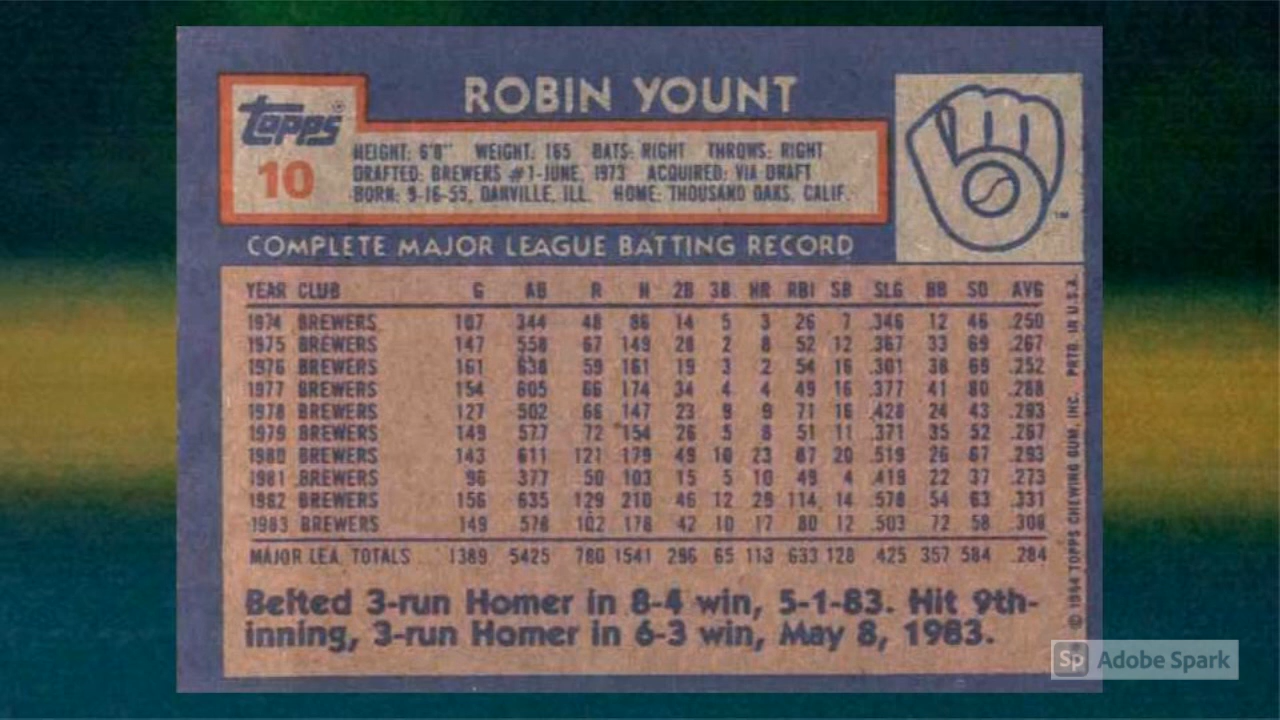 ROBIN YOUNT
Topps
10
HEIGHT: 6'0" WEIGHT: 165 BATS: RIGHT THROWS: RIGHT
DRAFTED: BREWERS #1-JUNE, 1973 ACQUIRED: VIA DRAFT
BORN: 9-16-55, DANVILLE, ILL. HOME: THOUSAND OAKS, CALIF.
TM
COMPLETE MAJOR LEAGUE BATTING RECORD
YEAR CLUB G AB R H 2B 3B HR RBI SB SLG BB SO AVG
1974 BREWERS 107 344 48 86 14 5 3 26 7 .346 12 46 .250
1975 BREWERS 147 558 67 149 28 2 8 52 12 .367 33 69 .267
1976 BREWERS 161 638 59 161 19 3 2 54 16 .301 38 69 .252
1977 BREWERS 154 605 66 174 34 4 4 49 16 .377 41 80 .288
1978 BREWERS 127 502 66 147 23 9 9 71 16 .428 24 43 .293
1979 BREWERS 149 577 72 *154 26 5 8 51 11 .371 35 52 .267
1980 BREWERS 143 611 121 179 49 10 23 87 20 .519 26 67 .293
1981 BREWERS 96 377 50 103 15 5 10 49 4 .419 22 37 .273
1982 BREWERS 156 635 129 210 46 12 29 114 14 .578 54 63 .331
1983 BREWERS 149 578 102 178 42 10 17 80 12 .503 72 58 .308
MAJOR LEA. TOTALS 1389 5425 780 1541 296 65 113 633 128 .425 357 584 .284
Belted 3-run Homer in 8-4 win, 5-1-83. Hit 9th-
inning, 3-run Homer in 6-3 win, May 8, 1983.
© 1984 TOPPS CHEWING GUM, INC. PRTD. IN U.S.A.
Sp Adobe Spark